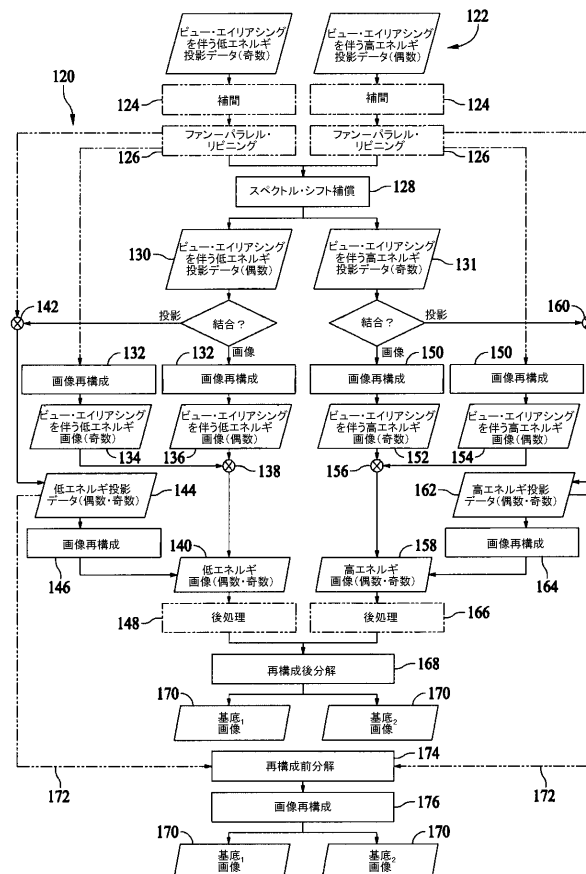 122
ビュー・エイリアシング
を伴う低エネルギ
投影データ(奇数)
ビュー・エイリアシング
を伴う高エネルギ
投影データ(偶数)
120
124
補間
補間
124
160
126
ファンーパラレル・
リビニング
ファンーパラレル・
リビニング
126
スペクトル・シフト補償
128
130
ビュー・エイリアシング
を伴う低エネルギ
投影データ(偶数)
ビュー・エイリアシング
を伴う高エネルギ
投影データ(奇数)
131
142
投影
結合?
画像
結合?
投影
画像
132
132
150
150
画像再構成
画像再構成
画像再構成
画像再構成
ビュー・エイリアシング
を伴う低エネルギ
画像(奇数)
134
ビュー・エイリアシング
を伴う低エネルギ
画像(偶数)
136
138
ビュー・エイリアシング
を伴う高エネルギ
画像(奇数)
152
156
ビュー・エイリアシング
を伴う高エネルギ
画像(偶数)
154
低エネルギ投影
データ(偶数・奇数)
144
162
高エネルギ投影
データ(偶数・奇数)
画像再構成
146
140
低エネルギ
画像(偶数・奇数)
158
高エネルギ
画像(偶数・奇数)
画像再構成
164
148
後処理
後処理
166
再構成後分解
168
170
基底1
画像
170
基底2
画像
172
再構成前分解
174
172
画像再構成
176
170
基底1
画像
170
基底2
画像